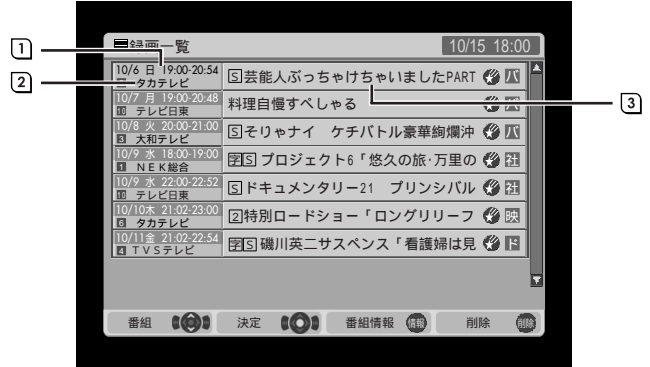 録画一覧 10/15 18:00
1
10/6 日 19:00-20:54
2
タカテレビ
S芸能人ぶっちゃけちゃいましたPART バ
3
10/7 月 19:00-20:48
10 テレビ日東
料理自慢すぺしゃる バ
10/8 火 20:00-21:00
3 大和テレビ
Sそりゃナイ ケチバトル豪華絢爛沖 バ
10/9 水 18:00-19:00
1 NEK総合
字S プロジェクト6「悠久の旅・万里の 社
10/9 水 22:00-22:52
10 テレビ日東
Sドキュメンタリー21 プリンシパル 社
10/10木 21:02-23:00
6 タカテレビ
2特別ロードショー「ロングリリーフ 映
10/11金 21:02-22:54
4 TVSテレビ
字S 磯川英二サスペンス「看護婦は見 ド
番組 決定 番組情報 情報 削除 削除